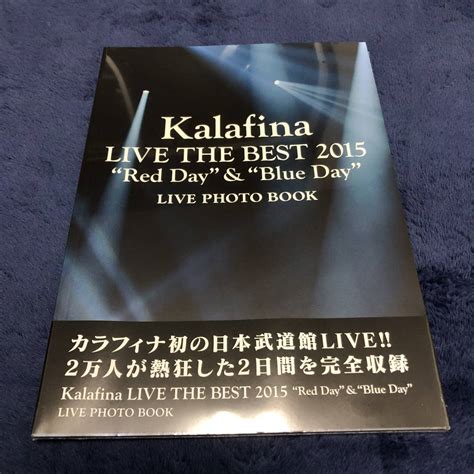 Kalafina
LIVE THE BEST 2015
“Red Day” & “Blue Day”
LIVE PHOTO BOOK
カラフィナ初の日本武道館LIVE!!
2万人が熱狂した2日間を完全収録
Kalafina LIVE THE BEST 2015 “Red Day” & “Blue Day”
LIVE PHOTO BOOK